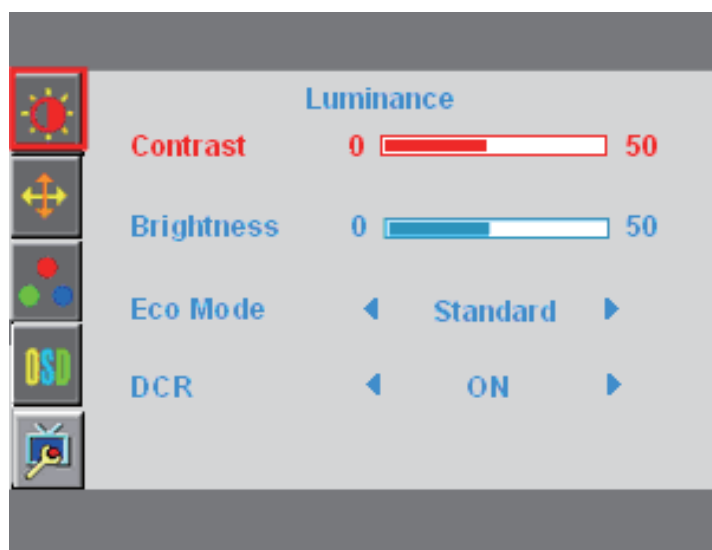 Luminance
Contrast 0 50
Brightness 0 50
Eco Mode Standard
OSD
DCR ON